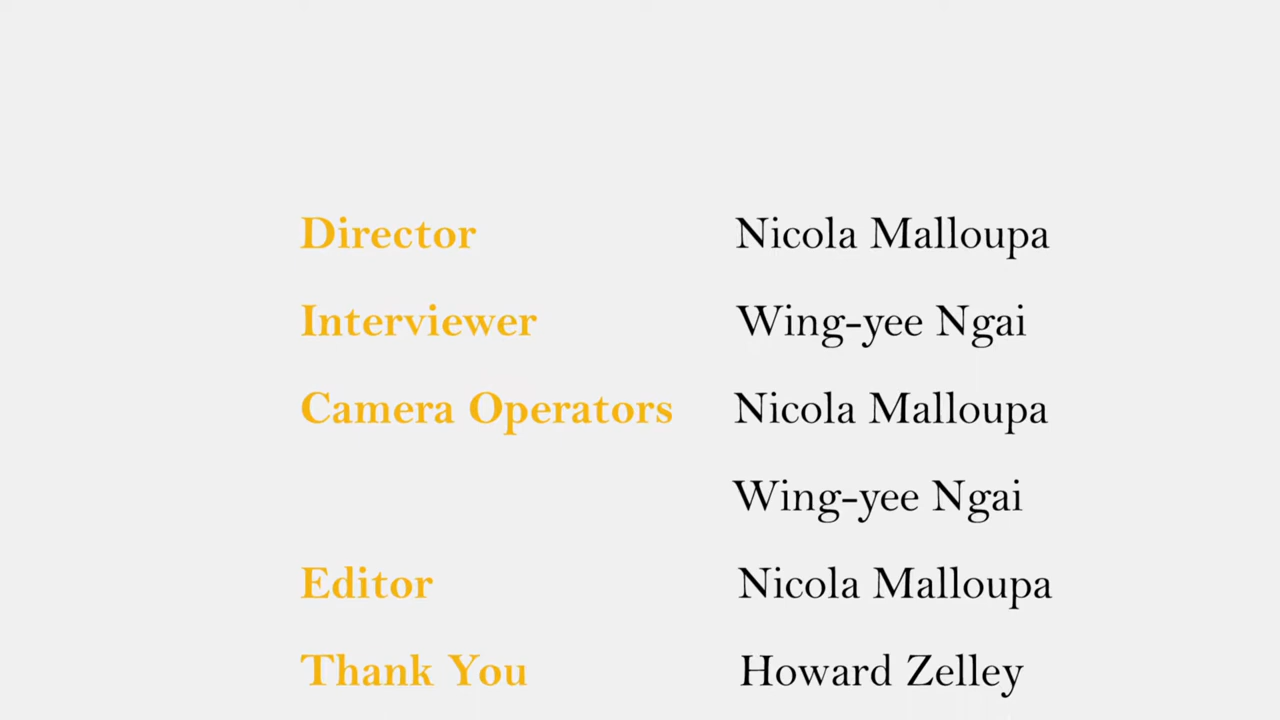 Director Nicola Malloupa
Interviewer Wing-yee Ngai
Camera Operators Nicola Malloupa
Wing-yee Ngai
Editor Nicola Malloupa
Thank You Howard Zelley